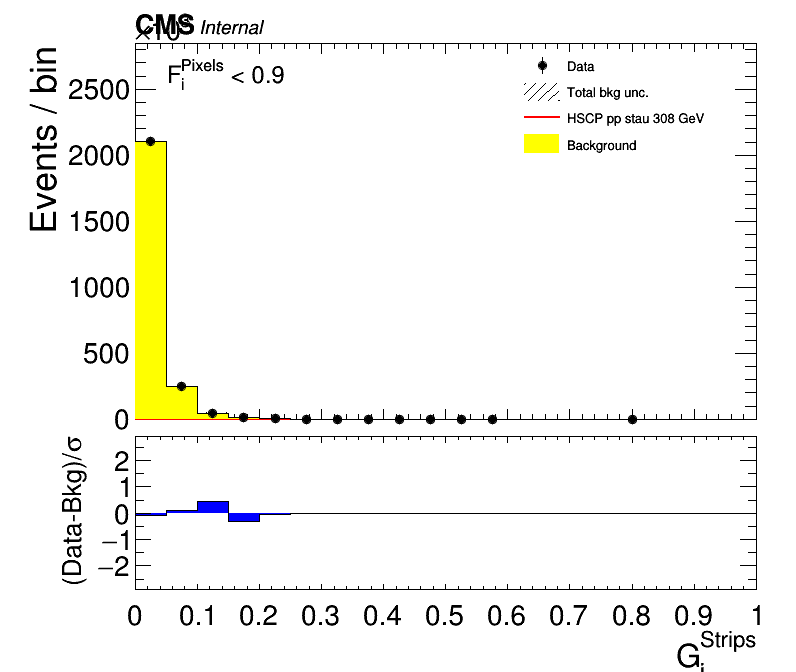 CMS Internal
×10³
F_i^Pixels < 0.9
Data
Total bkg unc.
HSCP pp stau 308 GeV
Background
Events / bin
2500
2000
1500
1000
500
0
(Data-Bkg)/σ
2
1
0
−1
−2
0 0.1 0.2 0.3 0.4 0.5 0.6 0.7 0.8 0.9 1
G_i^Strips